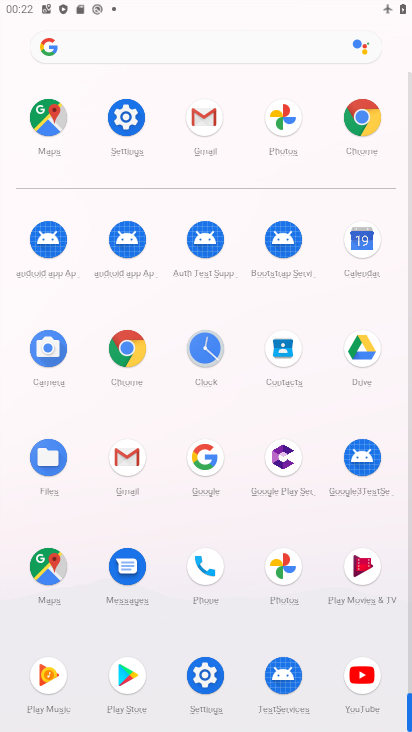 00:22
Maps Settings Gmail Photos Chrome
android app Ap.. android app Ap.. Auth Test Supp.. Bootstrap Servi.. Calendar
Camera Chrome Clock Contacts Drive
Files Gmail Google Google Play Ser.. Google3TestSe..
Maps Messages Phone Photos Play Movies & TV
Play Music Play Store Settings TestServices YouTube
19